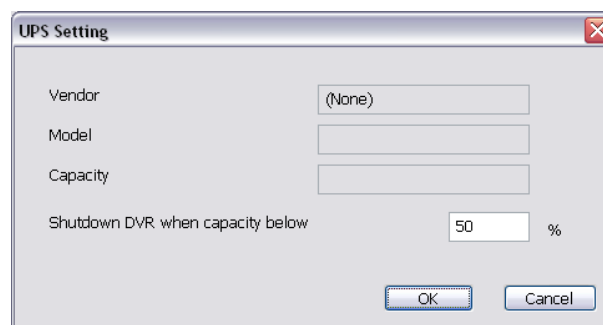 UPS Setting
Vendor (None)
Model
Capacity
Shutdown DVR when capacity below 50 %
OK Cancel